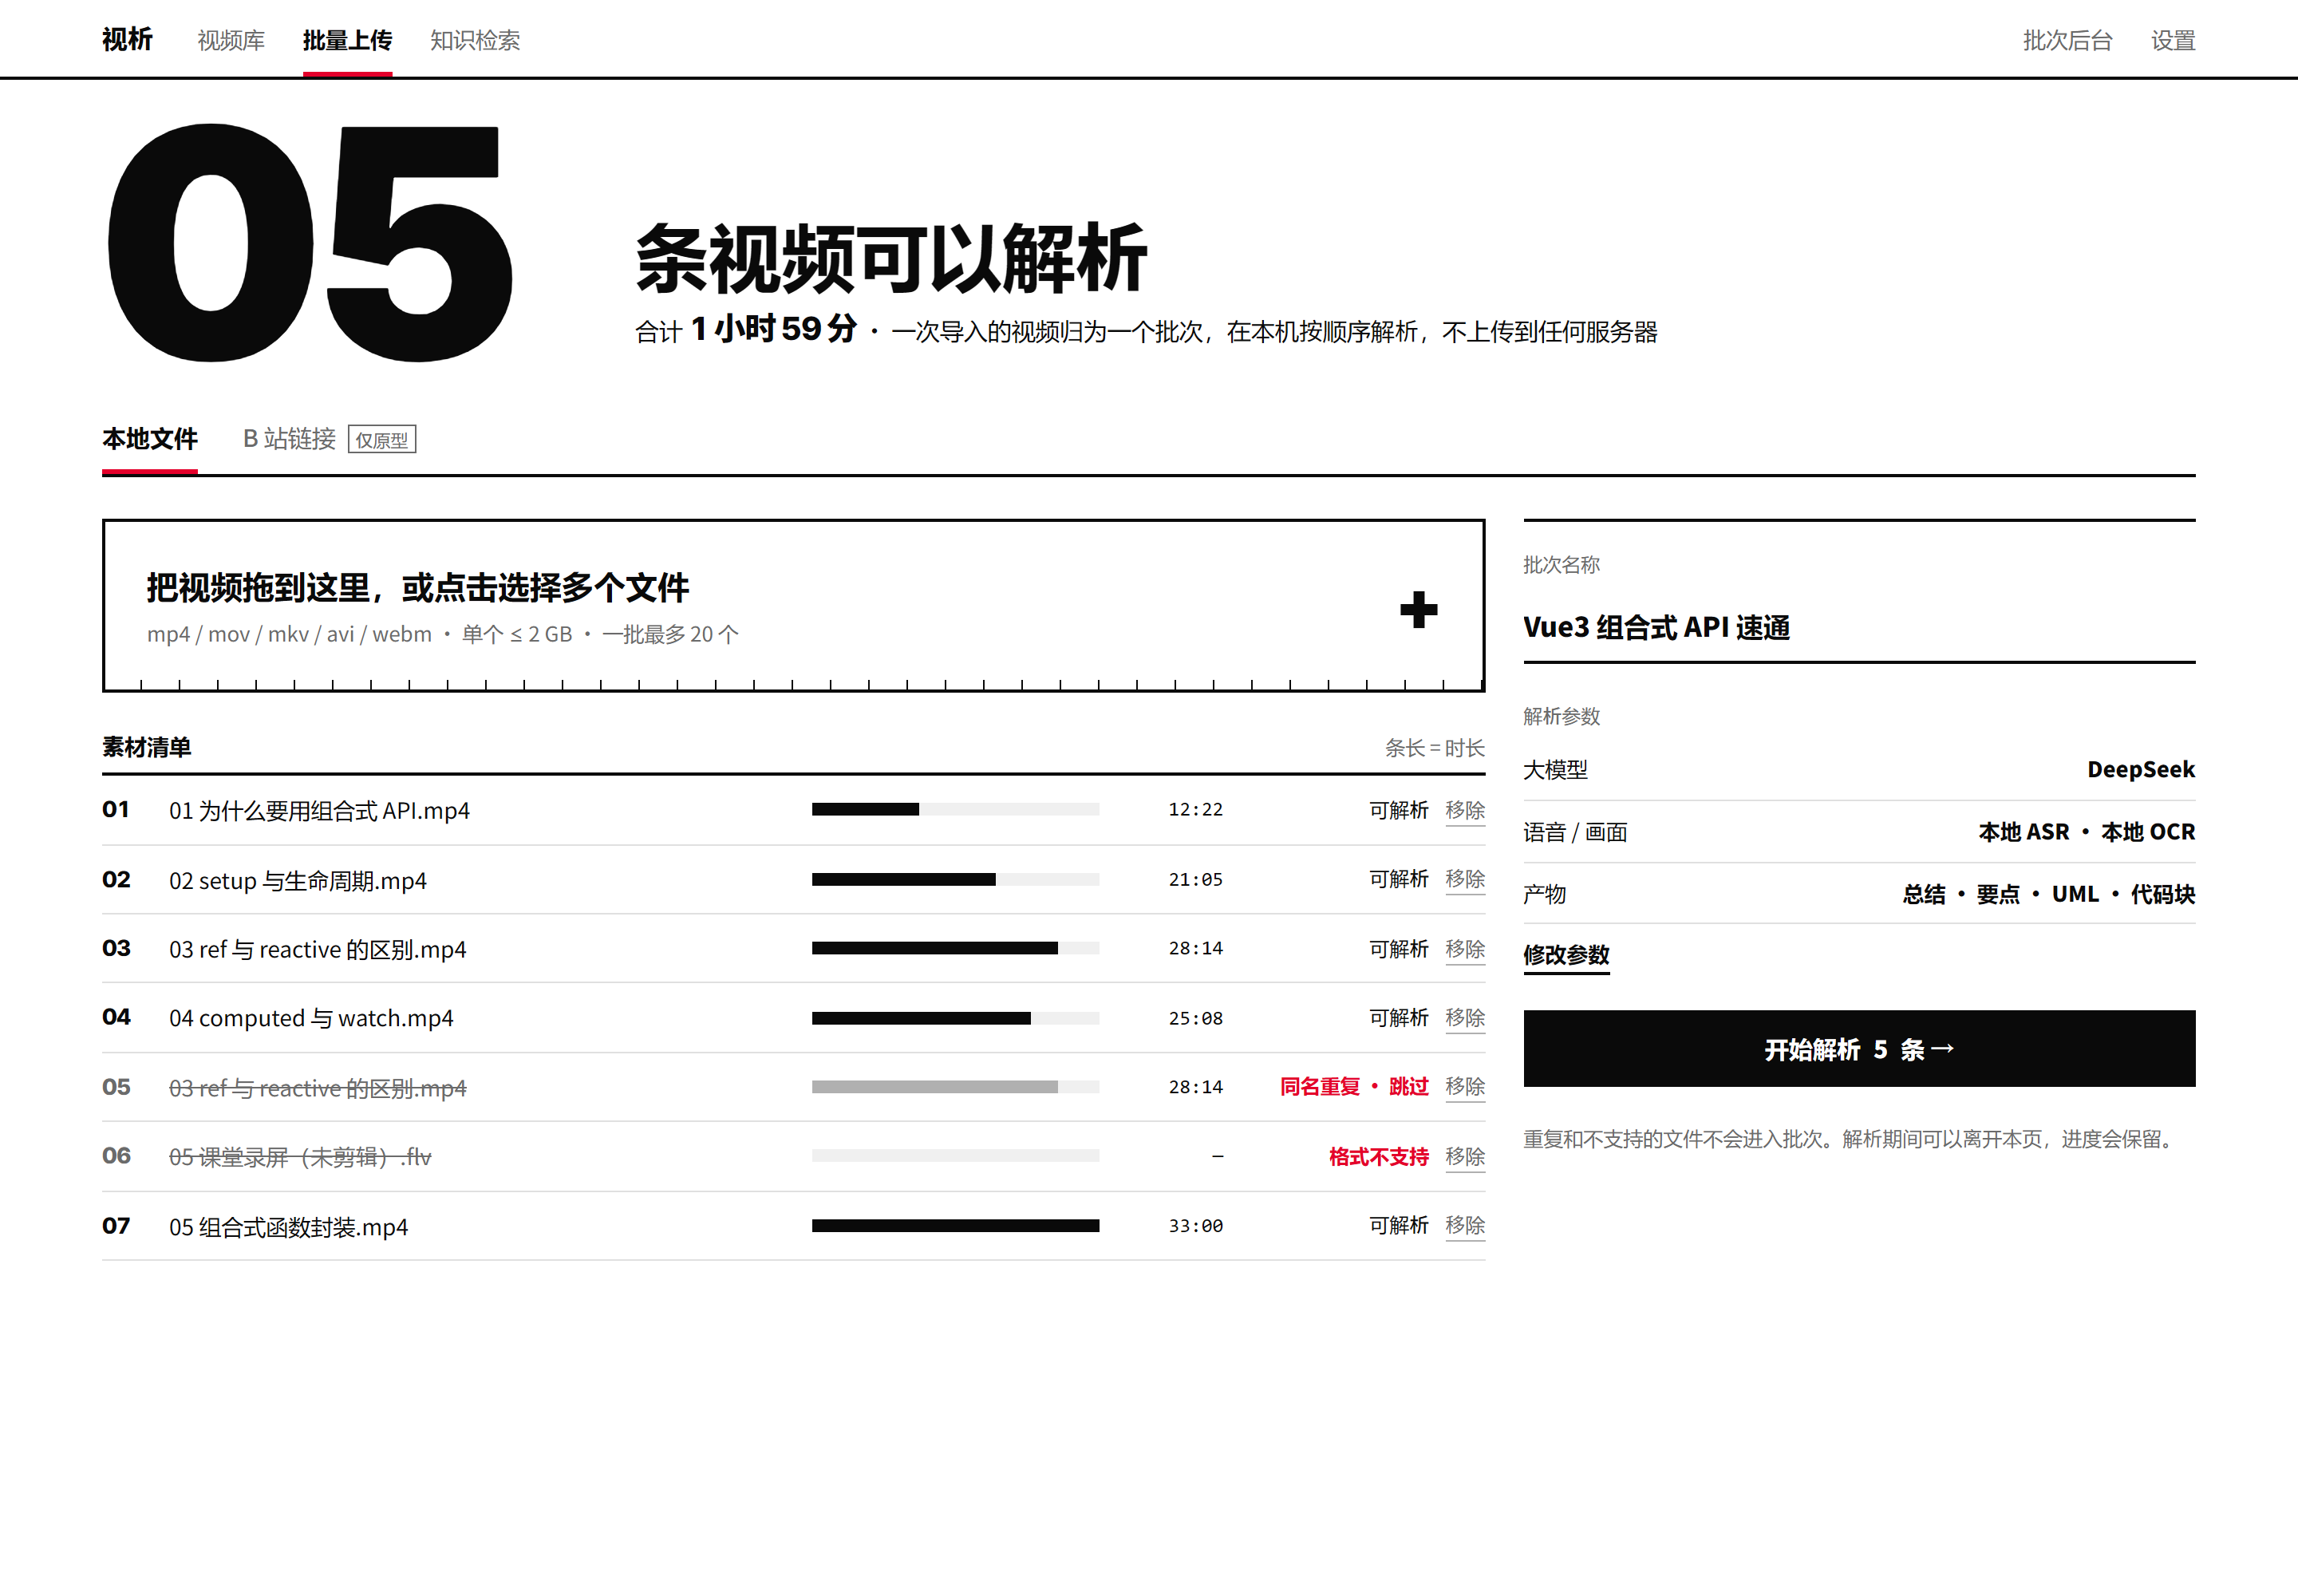 视析 视频库 批量上传 知识检索 批次后台 设置
05
条视频可以解析
合计 1 小时 59 分 · 一次导入的视频归为一个批次，在本机按顺序解析，不上传到任何服务器
本地文件 B 站链接 仅原型
把视频拖到这里，或点击选择多个文件
mp4 / mov / mkv / avi / webm · 单个 ≤ 2 GB · 一批最多 20 个
素材清单 条长 = 时长
01 01 为什么要用组合式 API.mp4 12:22 可解析 移除
02 02 setup 与生命周期.mp4 21:05 可解析 移除
03 03 ref 与 reactive 的区别.mp4 28:14 可解析 移除
04 04 computed 与 watch.mp4 25:08 可解析 移除
05 03 ref 与 reactive 的区别.mp4 28:14 同名重复 · 跳过 移除
06 05 课堂录屏（未剪辑）.flv – 格式不支持 移除
07 05 组合式函数封装.mp4 33:00 可解析 移除
批次名称
Vue3 组合式 API 速通
解析参数
大模型 DeepSeek
语音 / 画面 本地 ASR · 本地 OCR
产物 总结 · 要点 · UML · 代码块
修改参数
开始解析 5 条 →
重复和不支持的文件不会进入批次。解析期间可以离开本页，进度会保留。